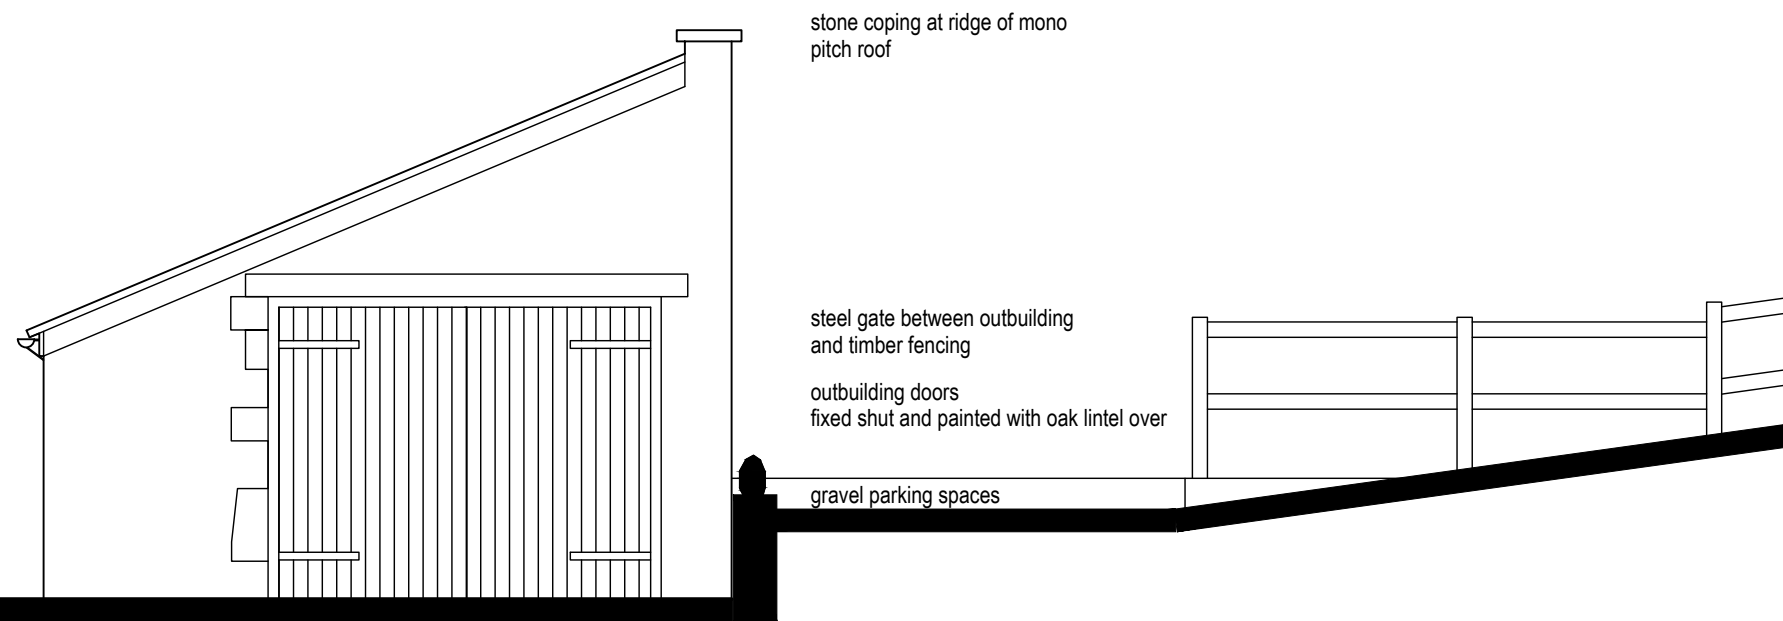 stone coping at ridge of mono
pitch roof
steel gate between outbuilding
and timber fencing
outbuilding doors
fixed shut and painted with oak lintel over
gravel parking spaces